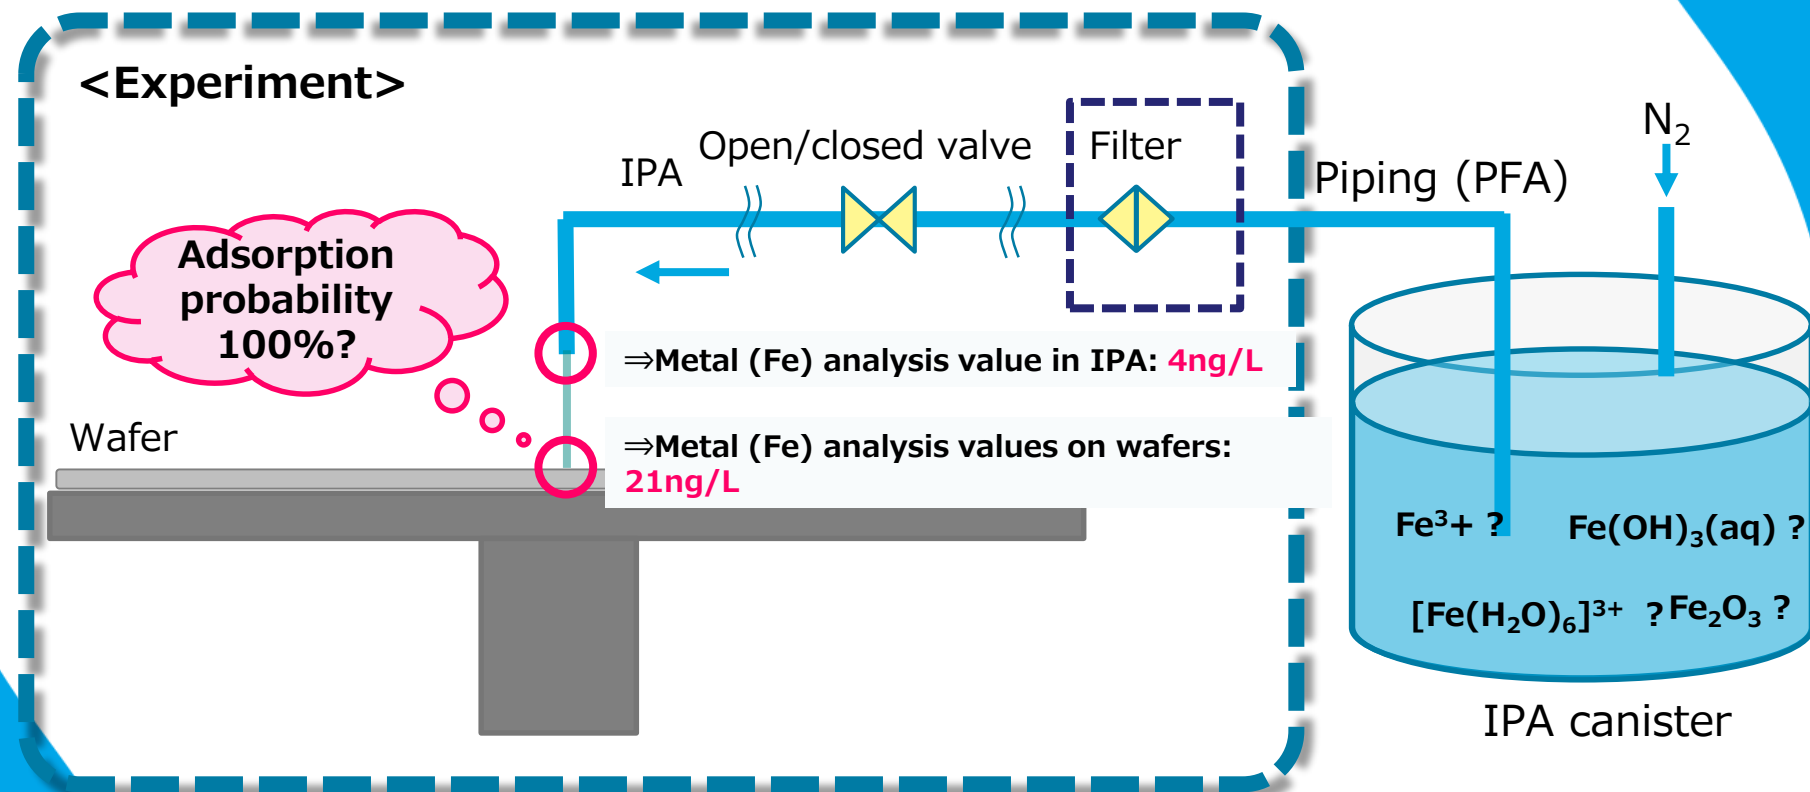 <Experiment>
IPA
Open/closed valve
Filter
Piping (PFA)
N₂
Adsorption
probability
100%?
⇒Metal (Fe) analysis value in IPA: 4ng/L
Wafer
⇒Metal (Fe) analysis values on wafers:
21ng/L
Fe³+ ?
Fe(OH)₃(aq) ?
[Fe(H₂O)₆]³⁺ ?
Fe₂O₃ ?
IPA canister